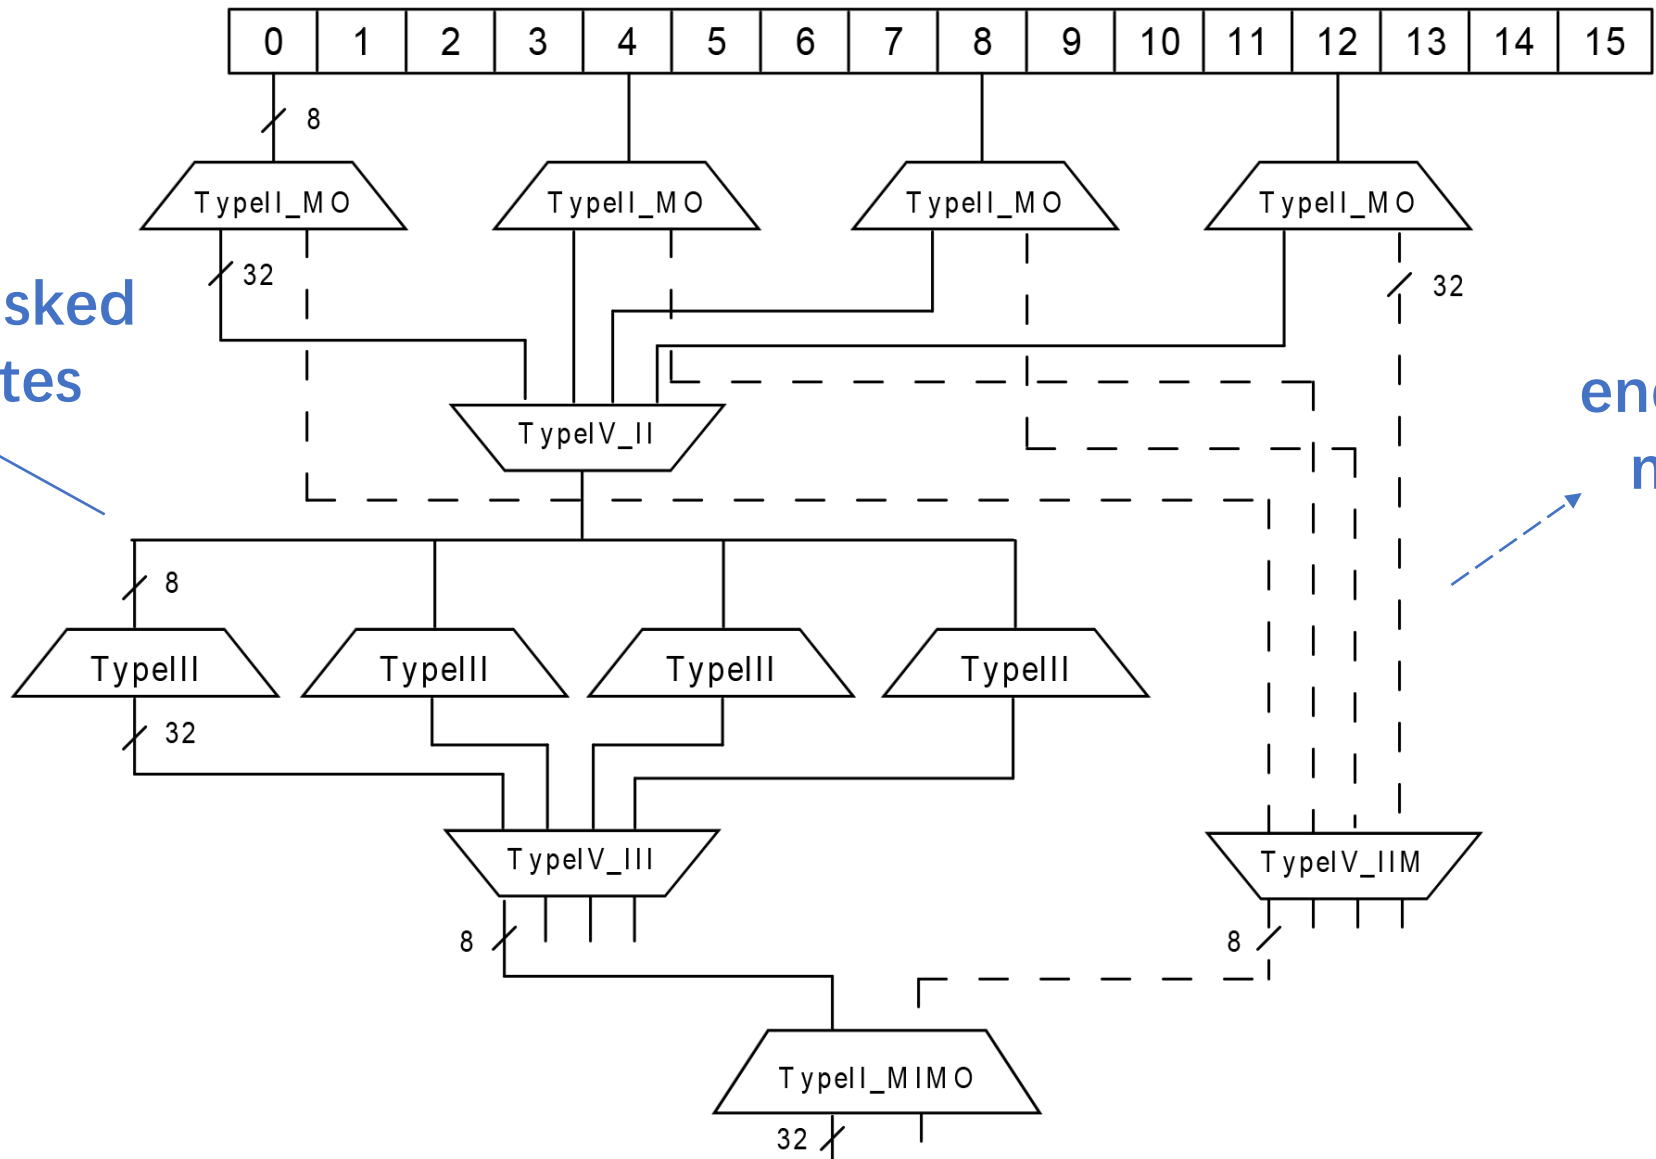 0 1 2 3 4 5 6 7 8 9 10 11 12 13 14 15
8
TypeII_MO TypeII_MO TypeII_MO TypeII_MO
32 32
sked
tes
TypeIV_II
enc
8
TypeIII TypeIII TypeIII TypeIII
32
TypeIV_III TypeIV_IIM
8 8
TypeII_MIMO
32